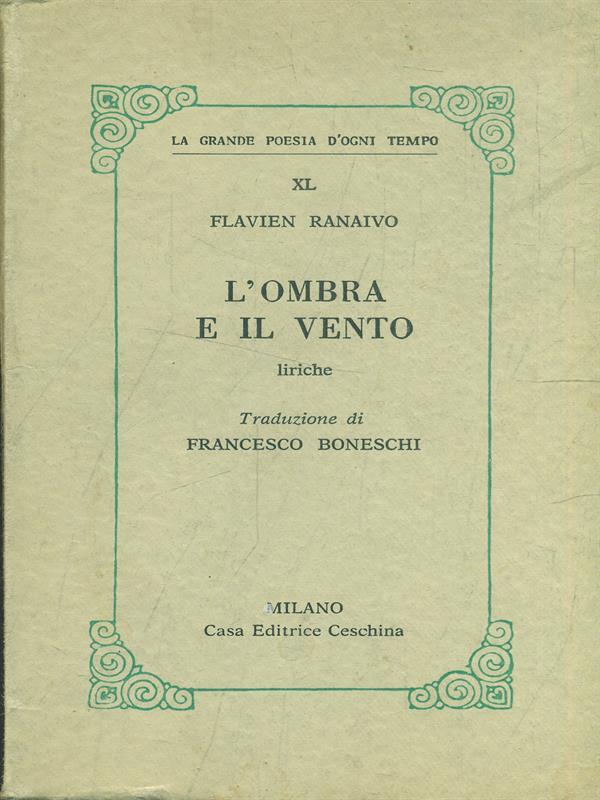 LA GRANDE POESIA D'OGNI TEMPO
XL
FLAVIEN RANAIVO
L'OMBRA
E IL VENTO
liriche
Traduzione di
FRANCESCO BONESCHI
MILANO
Casa Editrice Ceschina